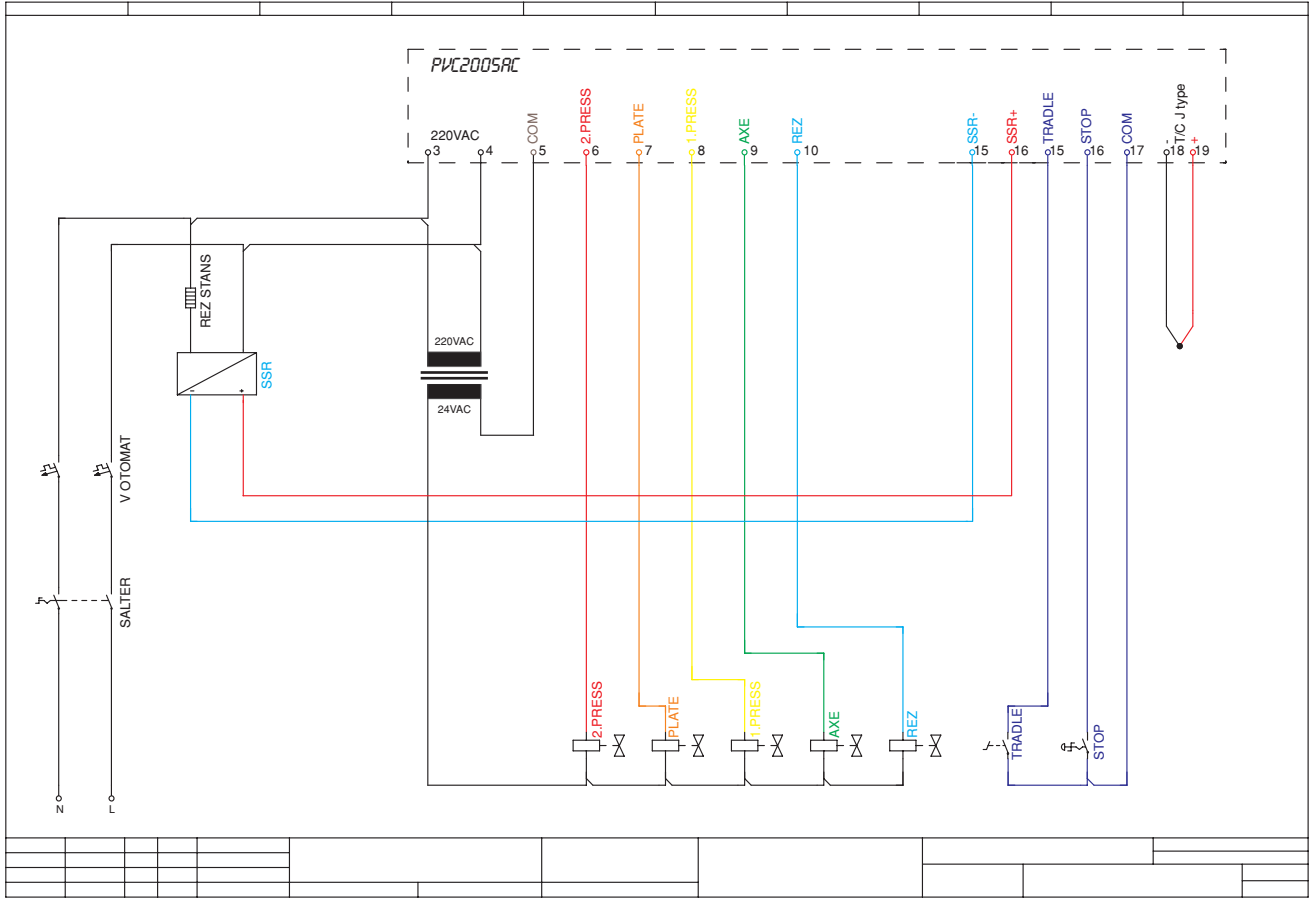 PVC2005AC
220VAC
COM
2.PRESS
PLATE
1.PRESS
AXE
REZ
SSR-
SSR+
TRADLE
STOP
COM
- T/C J type +
3
4
5
6
7
8
9
10
15
16
15
16
17
18
19
REZ STANS
SSR
- +
220VAC
24VAC
V OTOMAT
SALTER
2.PRESS
PLATE
1.PRESS
AXE
REZ
TRADLE
STOP
N
L